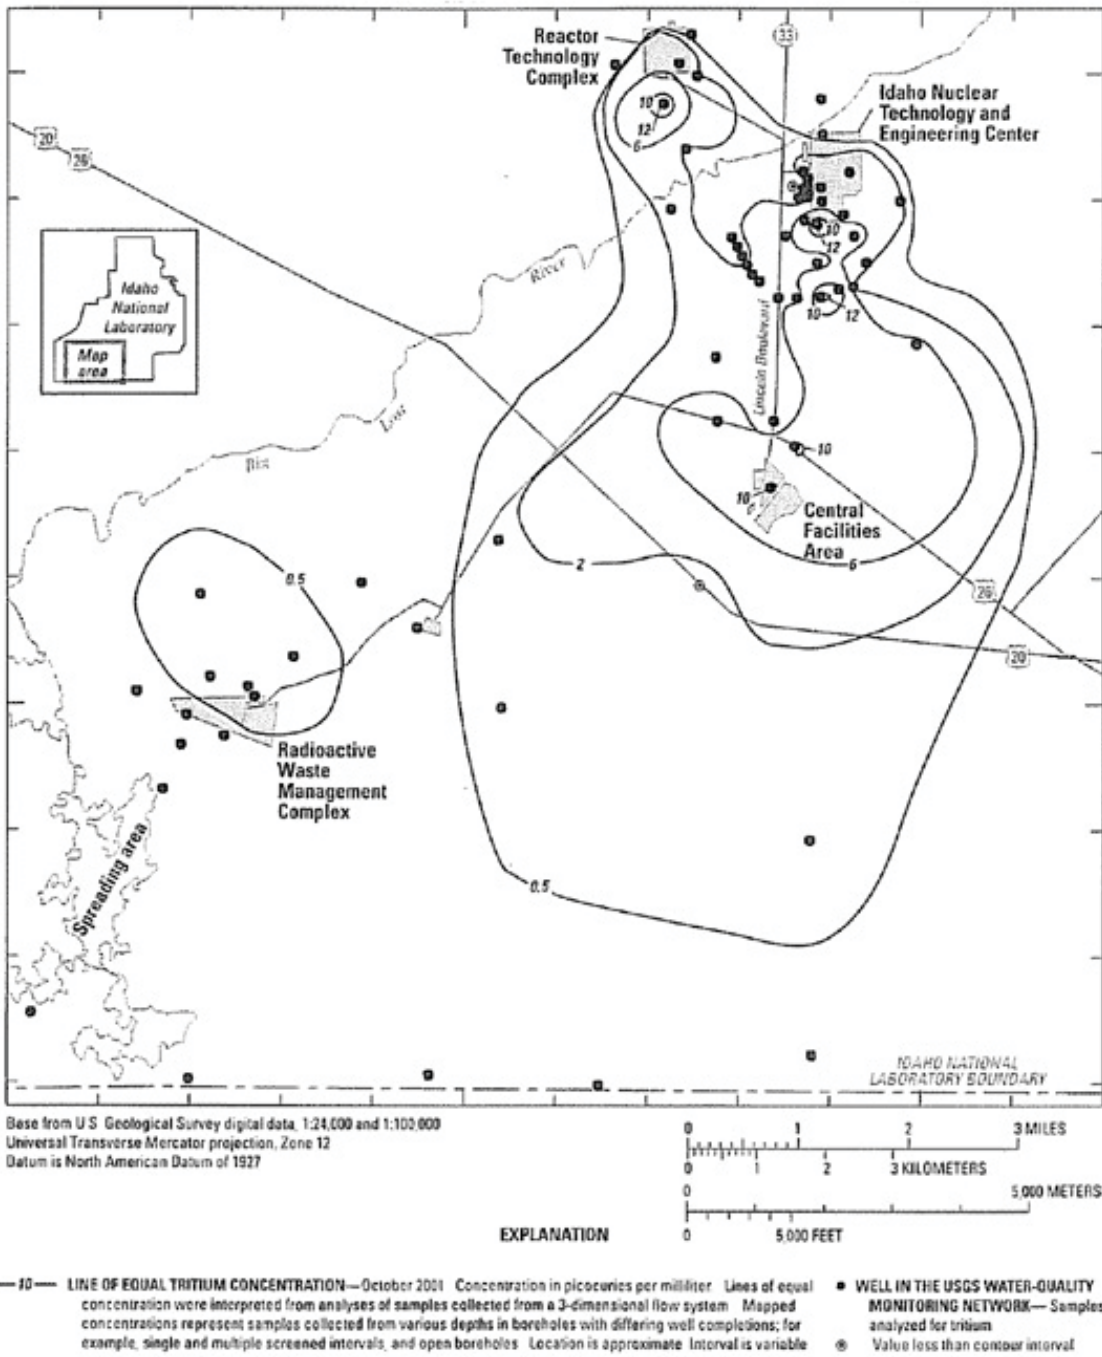 Reactor
Technology
Complex
33
10
12
6
Idaho Nuclear
Technology and
Engineering Center
20
26
10
12
Idaho
National
Laboratory
Map
area
River
10
12
Lincoln Boulevard
Lost
Big
10
10
6
Central
Facilities
Area
0.5
2
6
26
20
Radioactive
Waste
Management
Complex
Spreading area
0.5
IDAHO NATIONAL
LABORATORY BOUNDARY
Base from U S Geological Survey digital data, 1:24,000 and 1:100,000
Universal Transverse Mercator projection, Zone 12
Datum is North American Datum of 1927
0 1 2 3 MILES
0 1 2 3 KILOMETERS
0 5,000 METERS
0 5,000 FEET
EXPLANATION
10 LINE OF EQUAL TRITIUM CONCENTRATION—October 2001 Concentration in picocuries per milliliter Lines of equal
concentration were interpreted from analyses of samples collected from a 3-dimensional flow system Mapped
concentrations represent samples collected from various depths in boreholes with differing well completions; for
example, single and multiple screened intervals, and open boreholes Location is approximate Interval is variable
WELL IN THE USGS WATER-QUALITY
MONITORING NETWORK— Samples
analyzed for tritium
Value less than contour interval